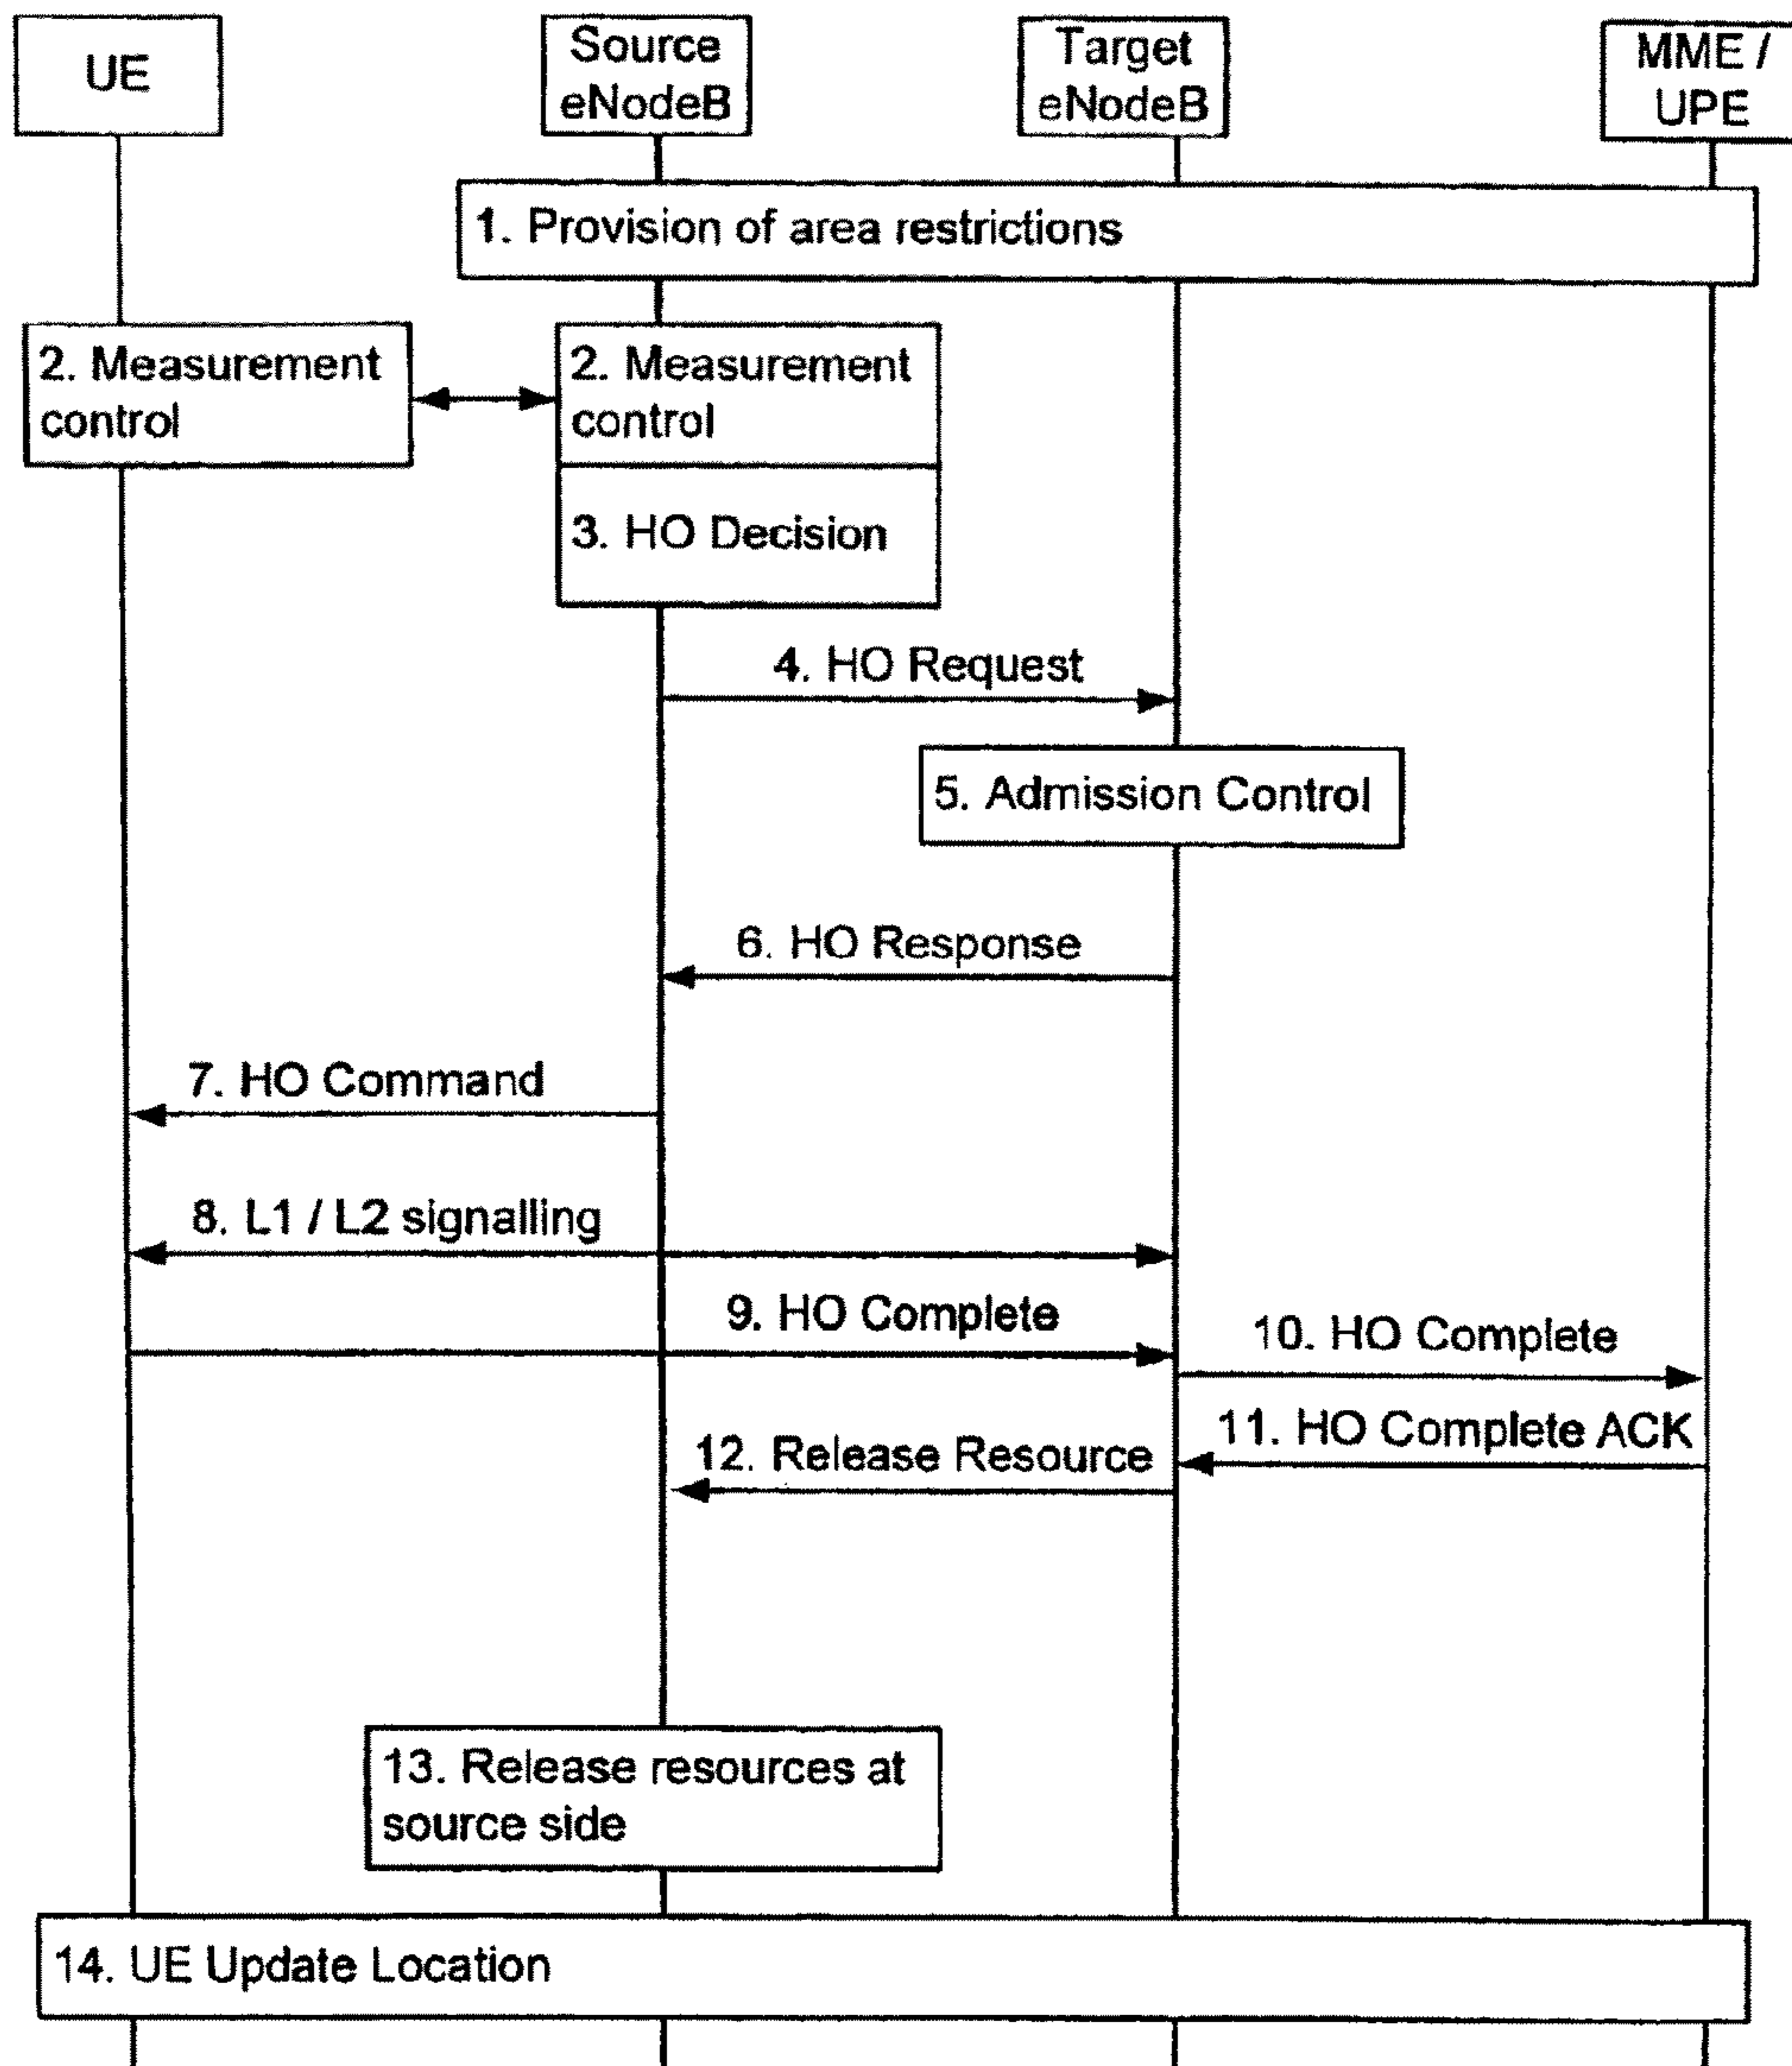 UE
Source
eNodeB
Target
eNodeB
MME /
UPE
1. Provision of area restrictions
2. Measurement
control
2. Measurement
control
3. HO Decision
4. HO Request
5. Admission Control
6. HO Response
7. HO Command
8. L1 / L2 signalling
9. HO Complete
10. HO Complete
11. HO Complete ACK
12. Release Resource
13. Release resources at
source side
14. UE Update Location